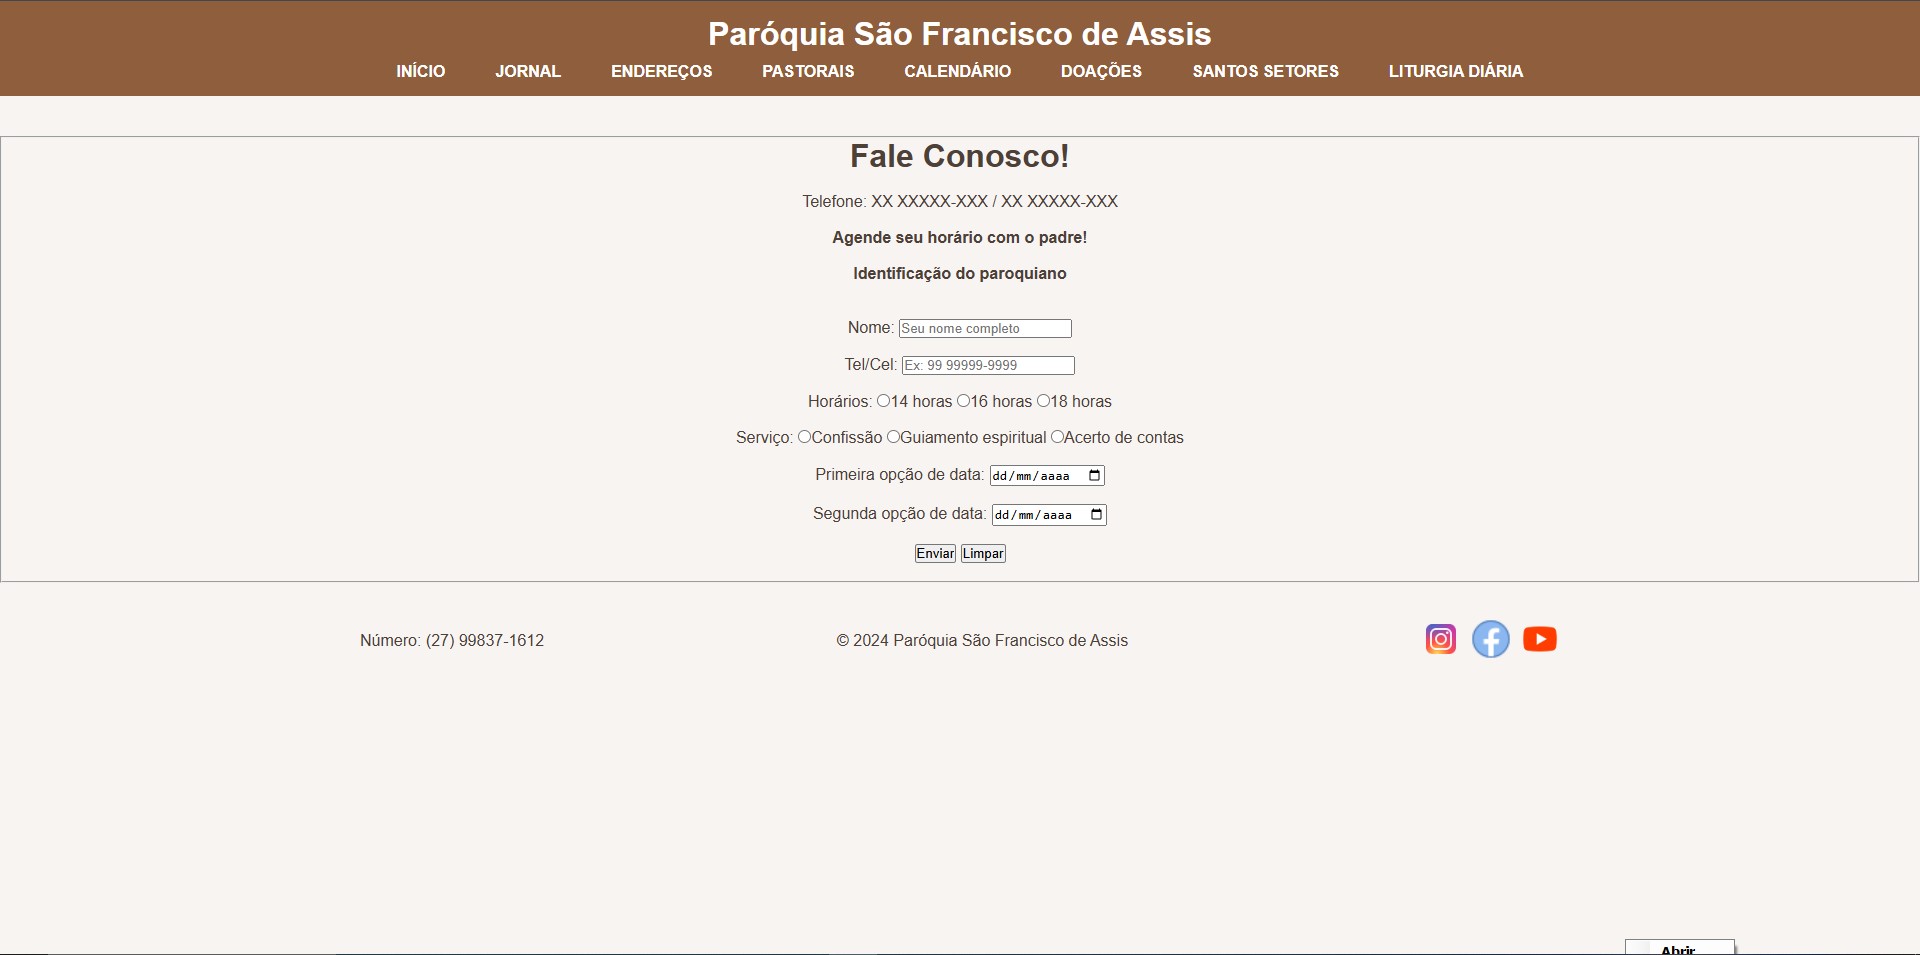 Paróquia São Francisco de Assis
INÍCIO JORNAL ENDEREÇOS PASTORAIS CALENDÁRIO DOAÇÕES SANTOS SETORES LITURGIA DIÁRIA
Fale Conosco!
Telefone: XX XXXXX-XXX / XX XXXXX-XXX
Agende seu horário com o padre!
Identificação do paroquiano
Nome: Seu nome completo
Tel/Cel: Ex: 99 99999-9999
Horários: 14 horas 16 horas 18 horas
Serviço: Confissão Guiamento espiritual Acerto de contas
Primeira opção de data: dd/mm/aaaa
Segunda opção de data: dd/mm/aaaa
Enviar Limpar
Número: (27) 99837-1612 © 2024 Paróquia São Francisco de Assis
Abrir